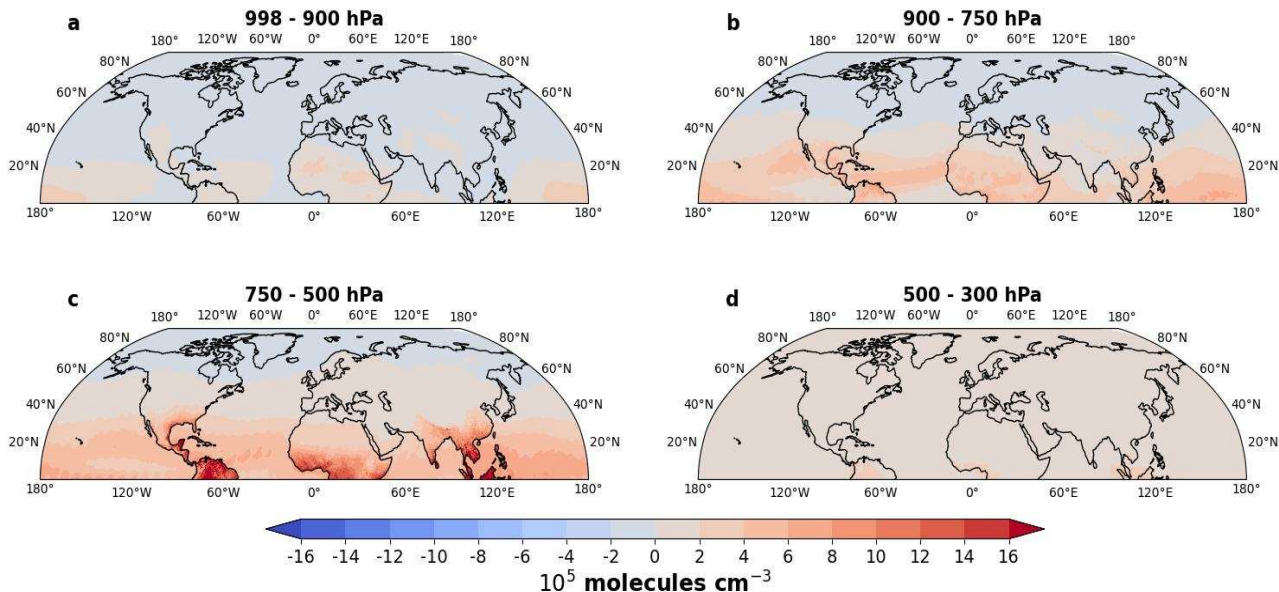 a 998 - 900 hPa
180° 120°W 60°W 0° 60°E 120°E 180°
80°N 80°N
60°N 60°N
40°N 40°N
20°N 20°N
180° 120°W 60°W 0° 60°E 120°E 180°
b 900 - 750 hPa
180° 120°W 60°W 0° 60°E 120°E 180°
80°N 80°N
60°N 60°N
40°N 40°N
20°N 20°N
180° 120°W 60°W 0° 60°E 120°E 180°
c 750 - 500 hPa
180° 120°W 60°W 0° 60°E 120°E 180°
80°N 80°N
60°N 60°N
40°N 40°N
20°N 20°N
180° 120°W 60°W 0° 60°E 120°E 180°
d 500 - 300 hPa
180° 120°W 60°W 0° 60°E 120°E 180°
80°N 80°N
60°N 60°N
40°N 40°N
20°N 20°N
180° 120°W 60°W 0° 60°E 120°E 180°
-16 -14 -12 -10 -8 -6 -4 -2 0 2 4 6 8 10 12 14 16
10⁵ molecules cm⁻³